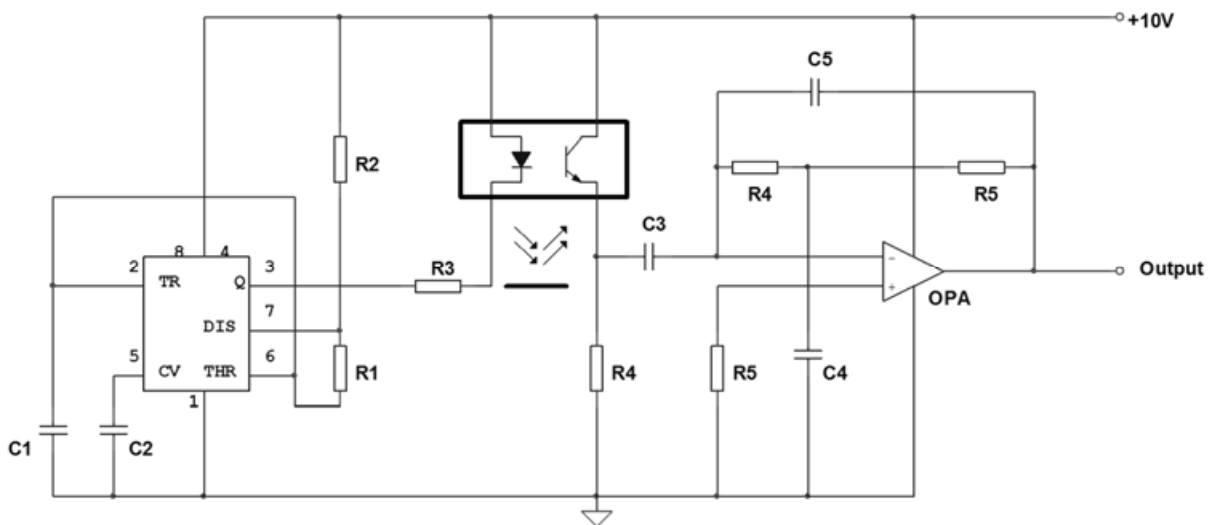 +10V
C5
R2
R4
R5
C3
8 4
2 3
TR Q
R3
Output
OPA
7
DIS
5 6
CV THR
R1
R4
R5
C4
1
C1
C2